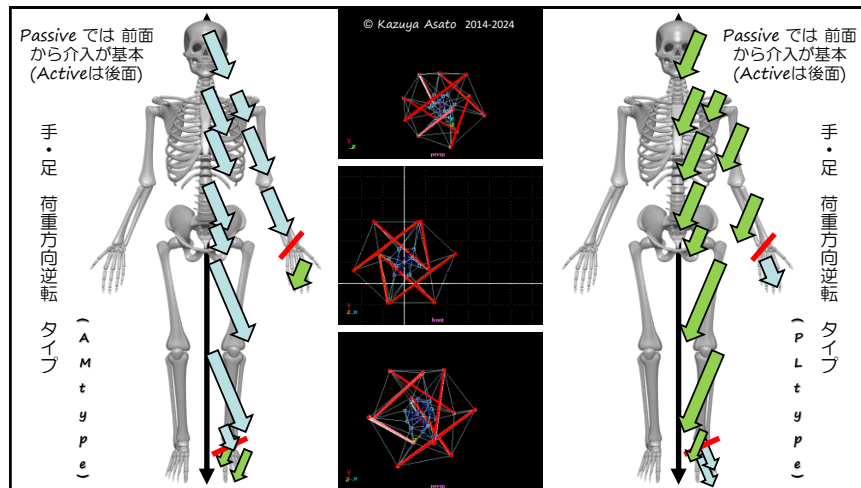 Passive では 前面
から介入が基本
(Activeは後面)
手・足 荷重方向逆転 タイプ
(AMtype)
© Kazuya Asato 2014-2024
persp
front
persp
Passive では 前面
から介入が基本
(Activeは後面)
手・足 荷重方向逆転 タイプ
(PLtype)